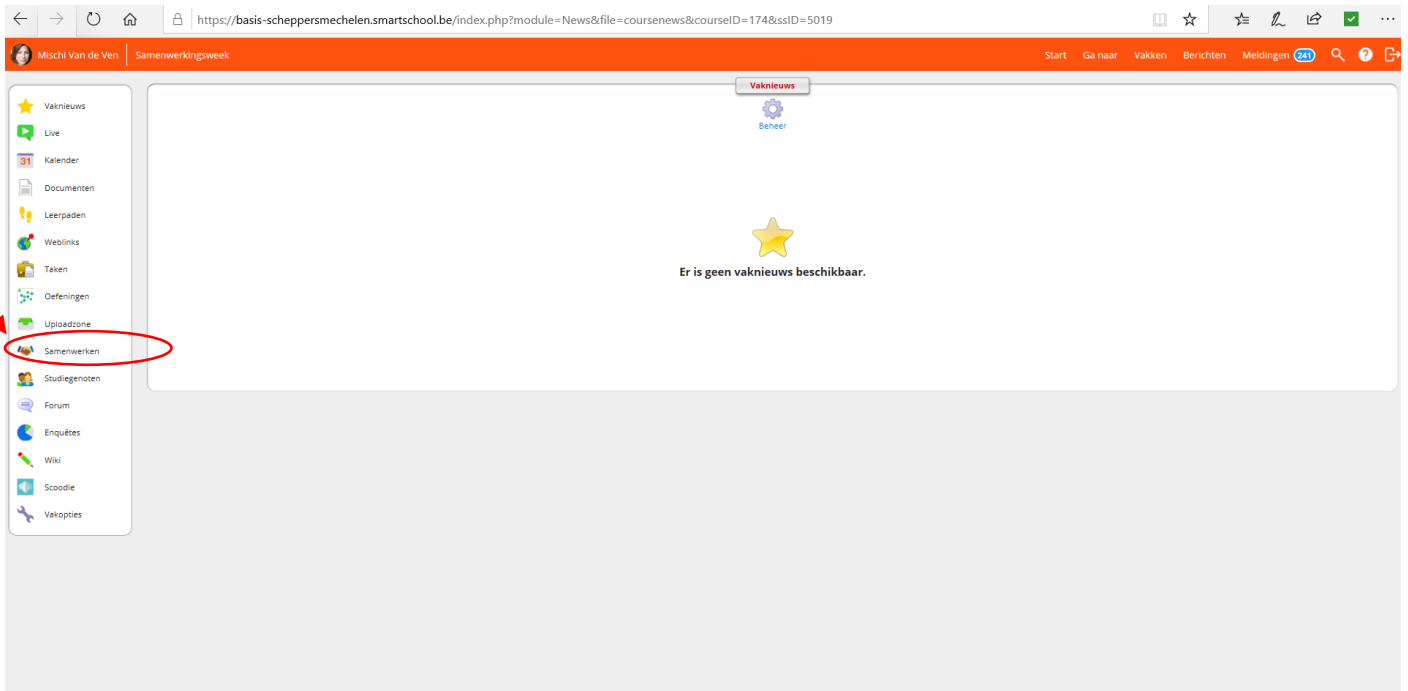 https://basis-scheppersmechelen.smartschool.be/index.php?module=News&file=coursenews&courseID=174&ssID=5019
Mischi Van de Ven Samenwerkingsweek Start Ga naar Vakken Berichten Meldingen 241 ?
Vaknieuws
Beheer
Vaknieuws
Live
31 Kalender
Documenten
Leerpaden
Weblinks
Taken
Oefeningen
Uploadzone
Samenwerken
Studiegenoten
Forum
Enquêtes
Wiki
Scoodle
Vakopties
Er is geen vaknieuws beschikbaar.